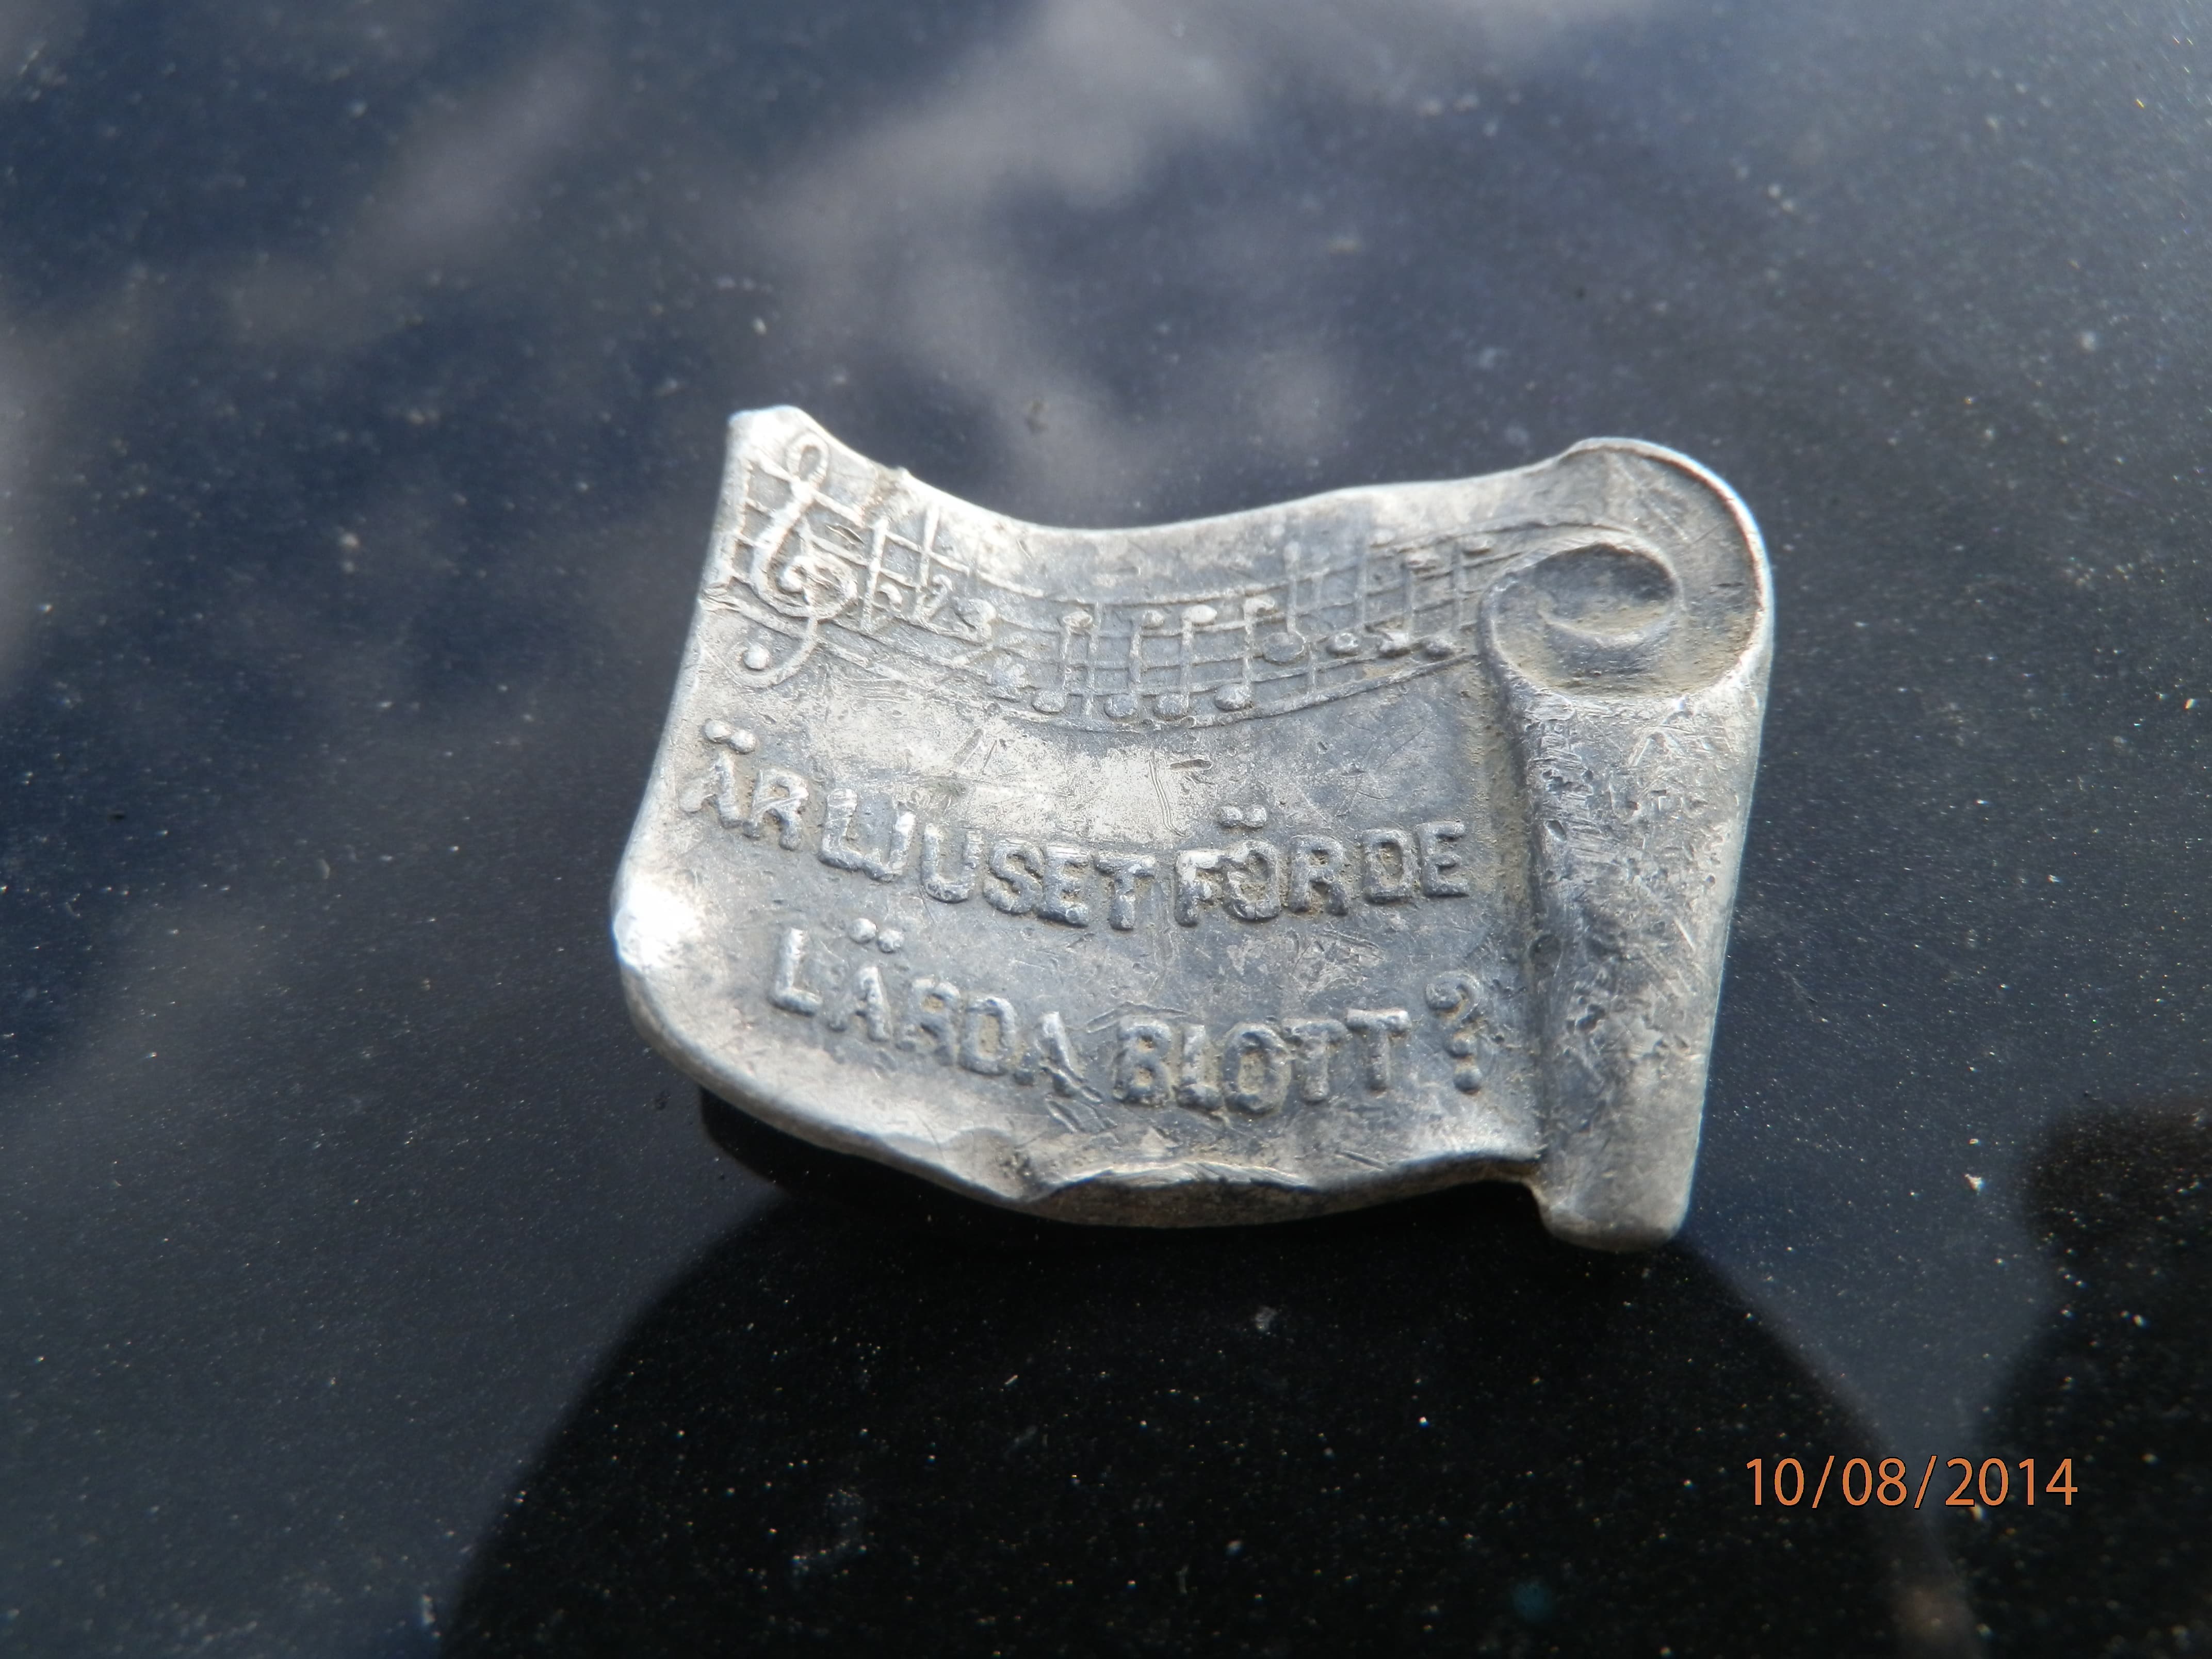 ÄR LJUSET FÖR DE
LÄRDA BLOTT?
10/08/2014